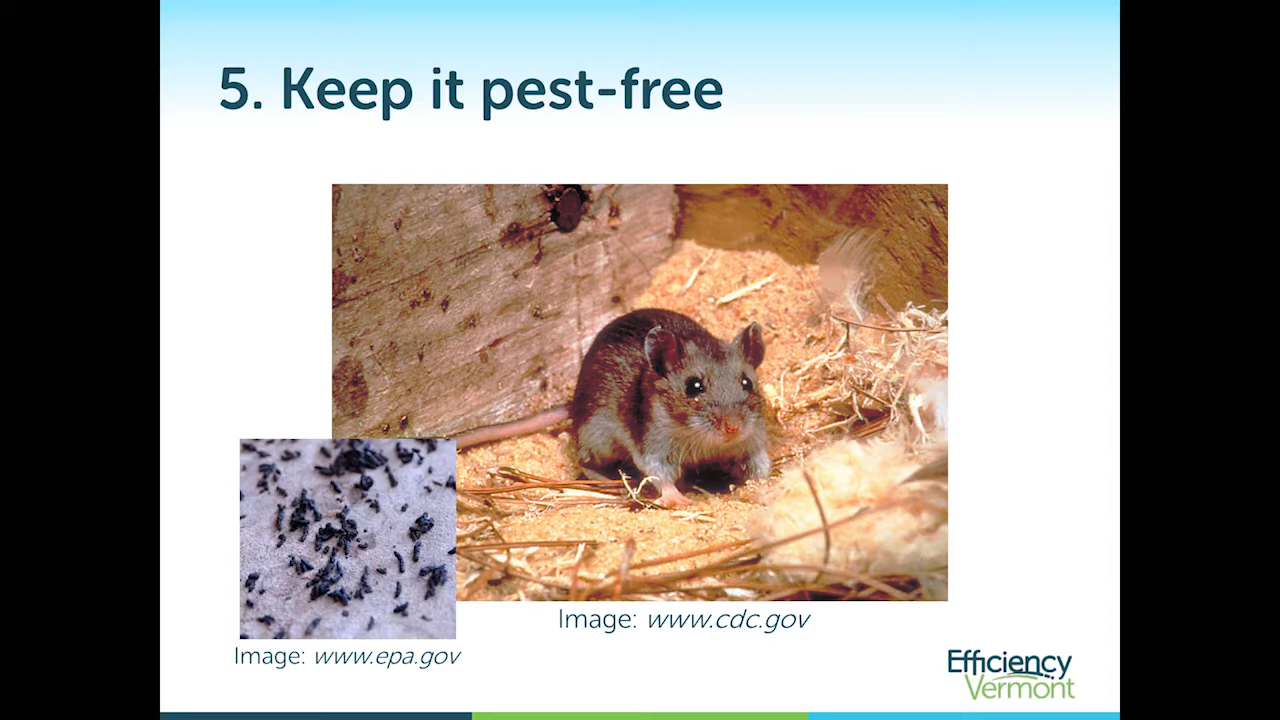 5. Keep it pest-free
Image: www.cdc.gov
Image: www.epa.gov
Efficiency
Vermont